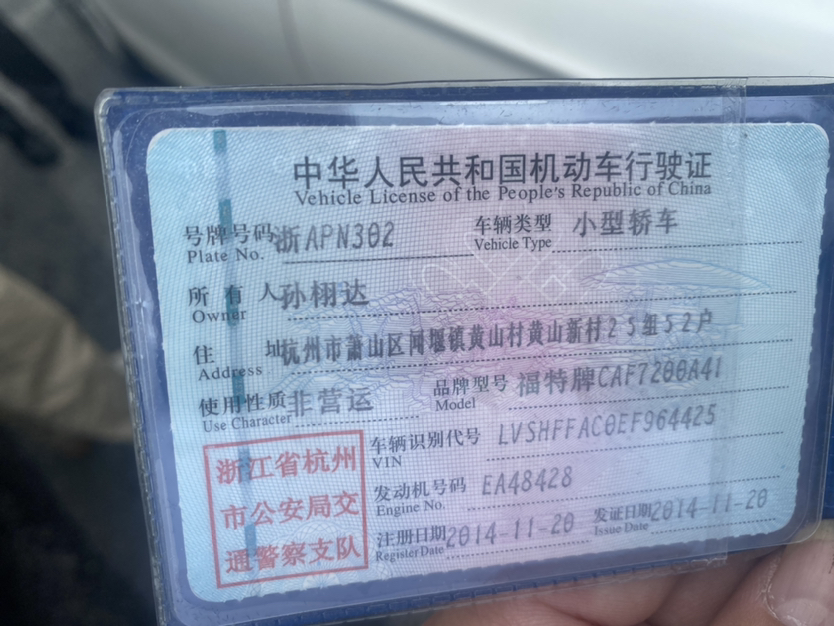 中华人民共和国机动车行驶证
Vehicle License of the People's Republic of China
号牌号码 浙APN302 车辆类型 小型轿车
Plate No. Vehicle Type
所有人 孙栩达
Owner
住址 杭州市萧山区闻堰镇黄山村黄山新村25组52户
Address
使用性质 非营运 品牌型号 福特牌CAF7200A41
Use Character Model
车辆识别代号 LVSHFFAC0EF964425
VIN
发动机号码 EA48428
Engine No.
注册日期 2014-11-20 发证日期 2014-11-20
Register Date Issue Date
浙江省杭州
市公安局交
通警察支队